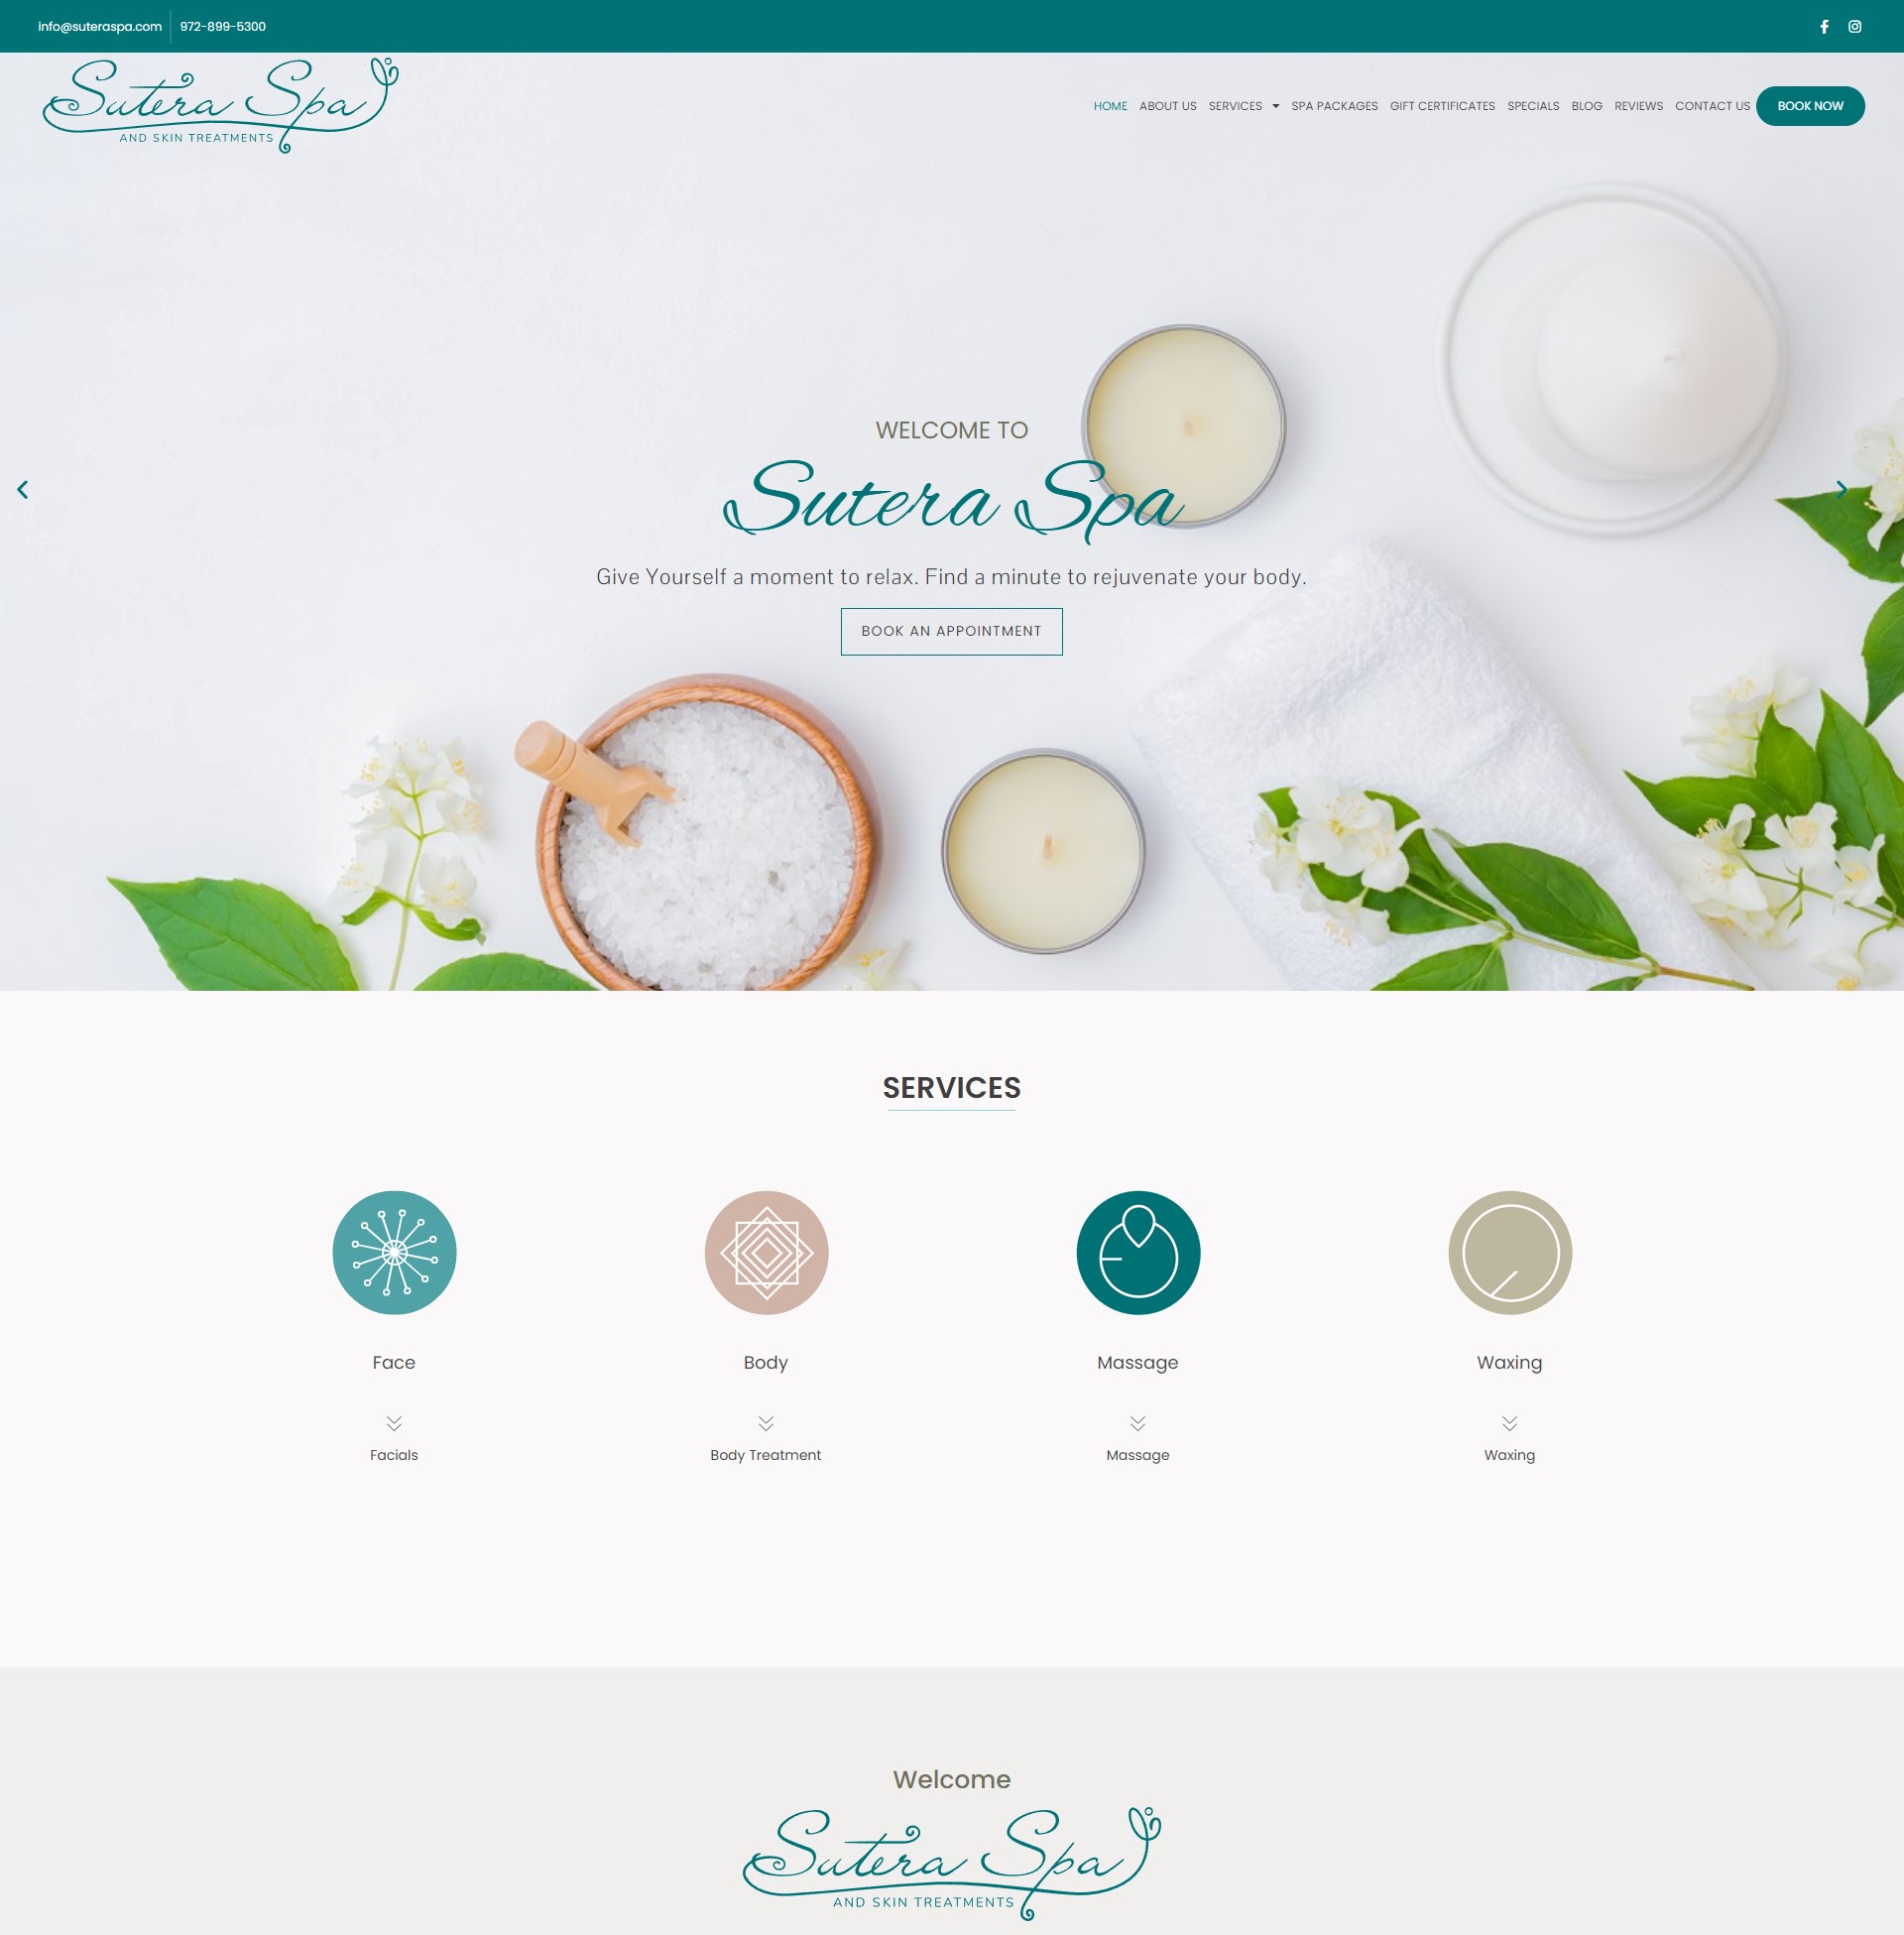 info@suteraspa.com 972-899-5300
Sutera Spa
AND SKIN TREATMENTS
HOME ABOUT US SERVICES SPA PACKAGES GIFT CERTIFICATES SPECIALS BLOG REVIEWS CONTACT US BOOK NOW
WELCOME TO
Sutera Spa
Give Yourself a moment to relax. Find a minute to rejuvenate your body.
BOOK AN APPOINTMENT
SERVICES
Face Body Massage Waxing
Facials Body Treatment Massage Waxing
Welcome
Sutera Spa
AND SKIN TREATMENTS